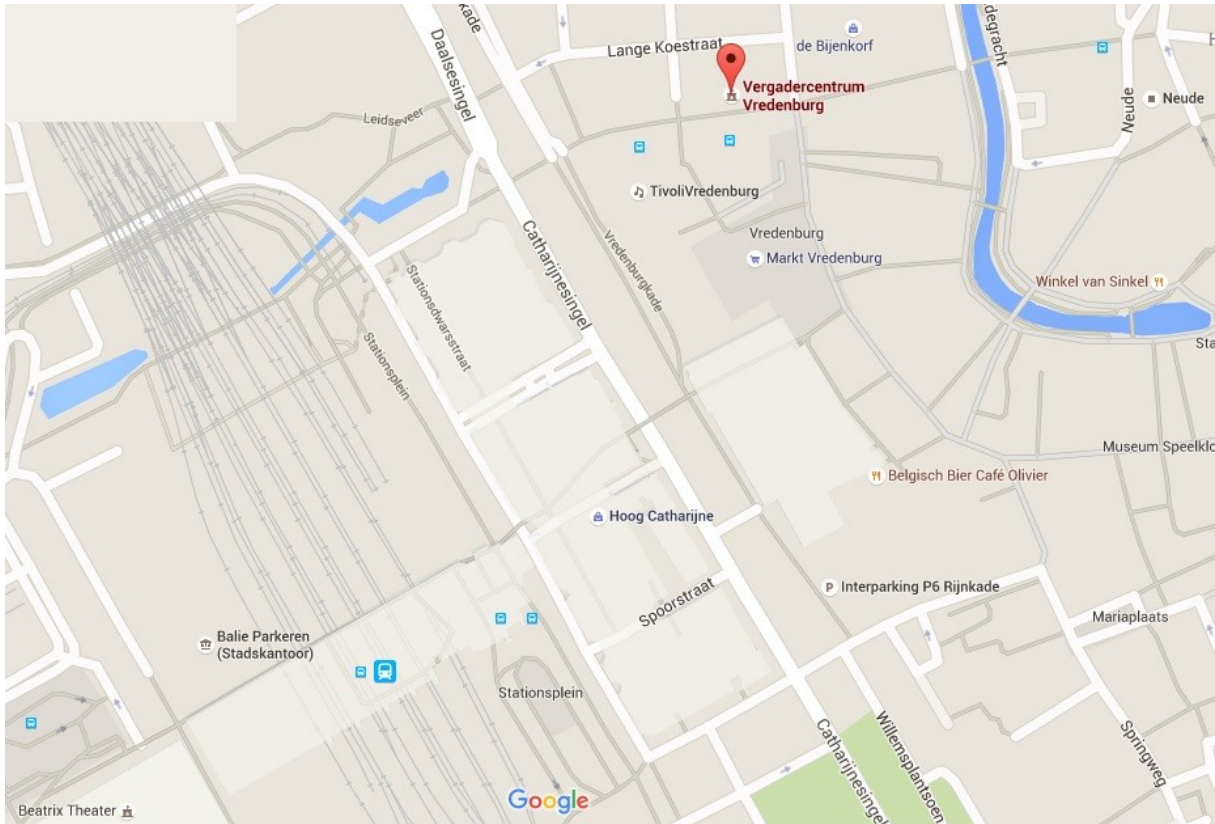 Daalsesingel
kade
Lange Koestraat
de Bijenkorf
degracht
Neude
Neude
Vergadercentrum
Vredenburg
Leidseveer
TivoliVredenburg
Vredenburg
Markt Vredenburg
Catharijnesingel
Vredenburgkade
Stationsdwarsstraat
Stationsplein
Winkel van Sinkel
Sta
Museum Speelklo
Belgisch Bier Café Olivier
Hoog Catharijne
Interparking P6 Rijnkade
P
Spoorstraat
Mariaplaats
Balie Parkeren
(Stadskantoor)
Stationsplein
Catharijnesingel
Willemsplantsoen
Springweg
Beatrix Theater
Google